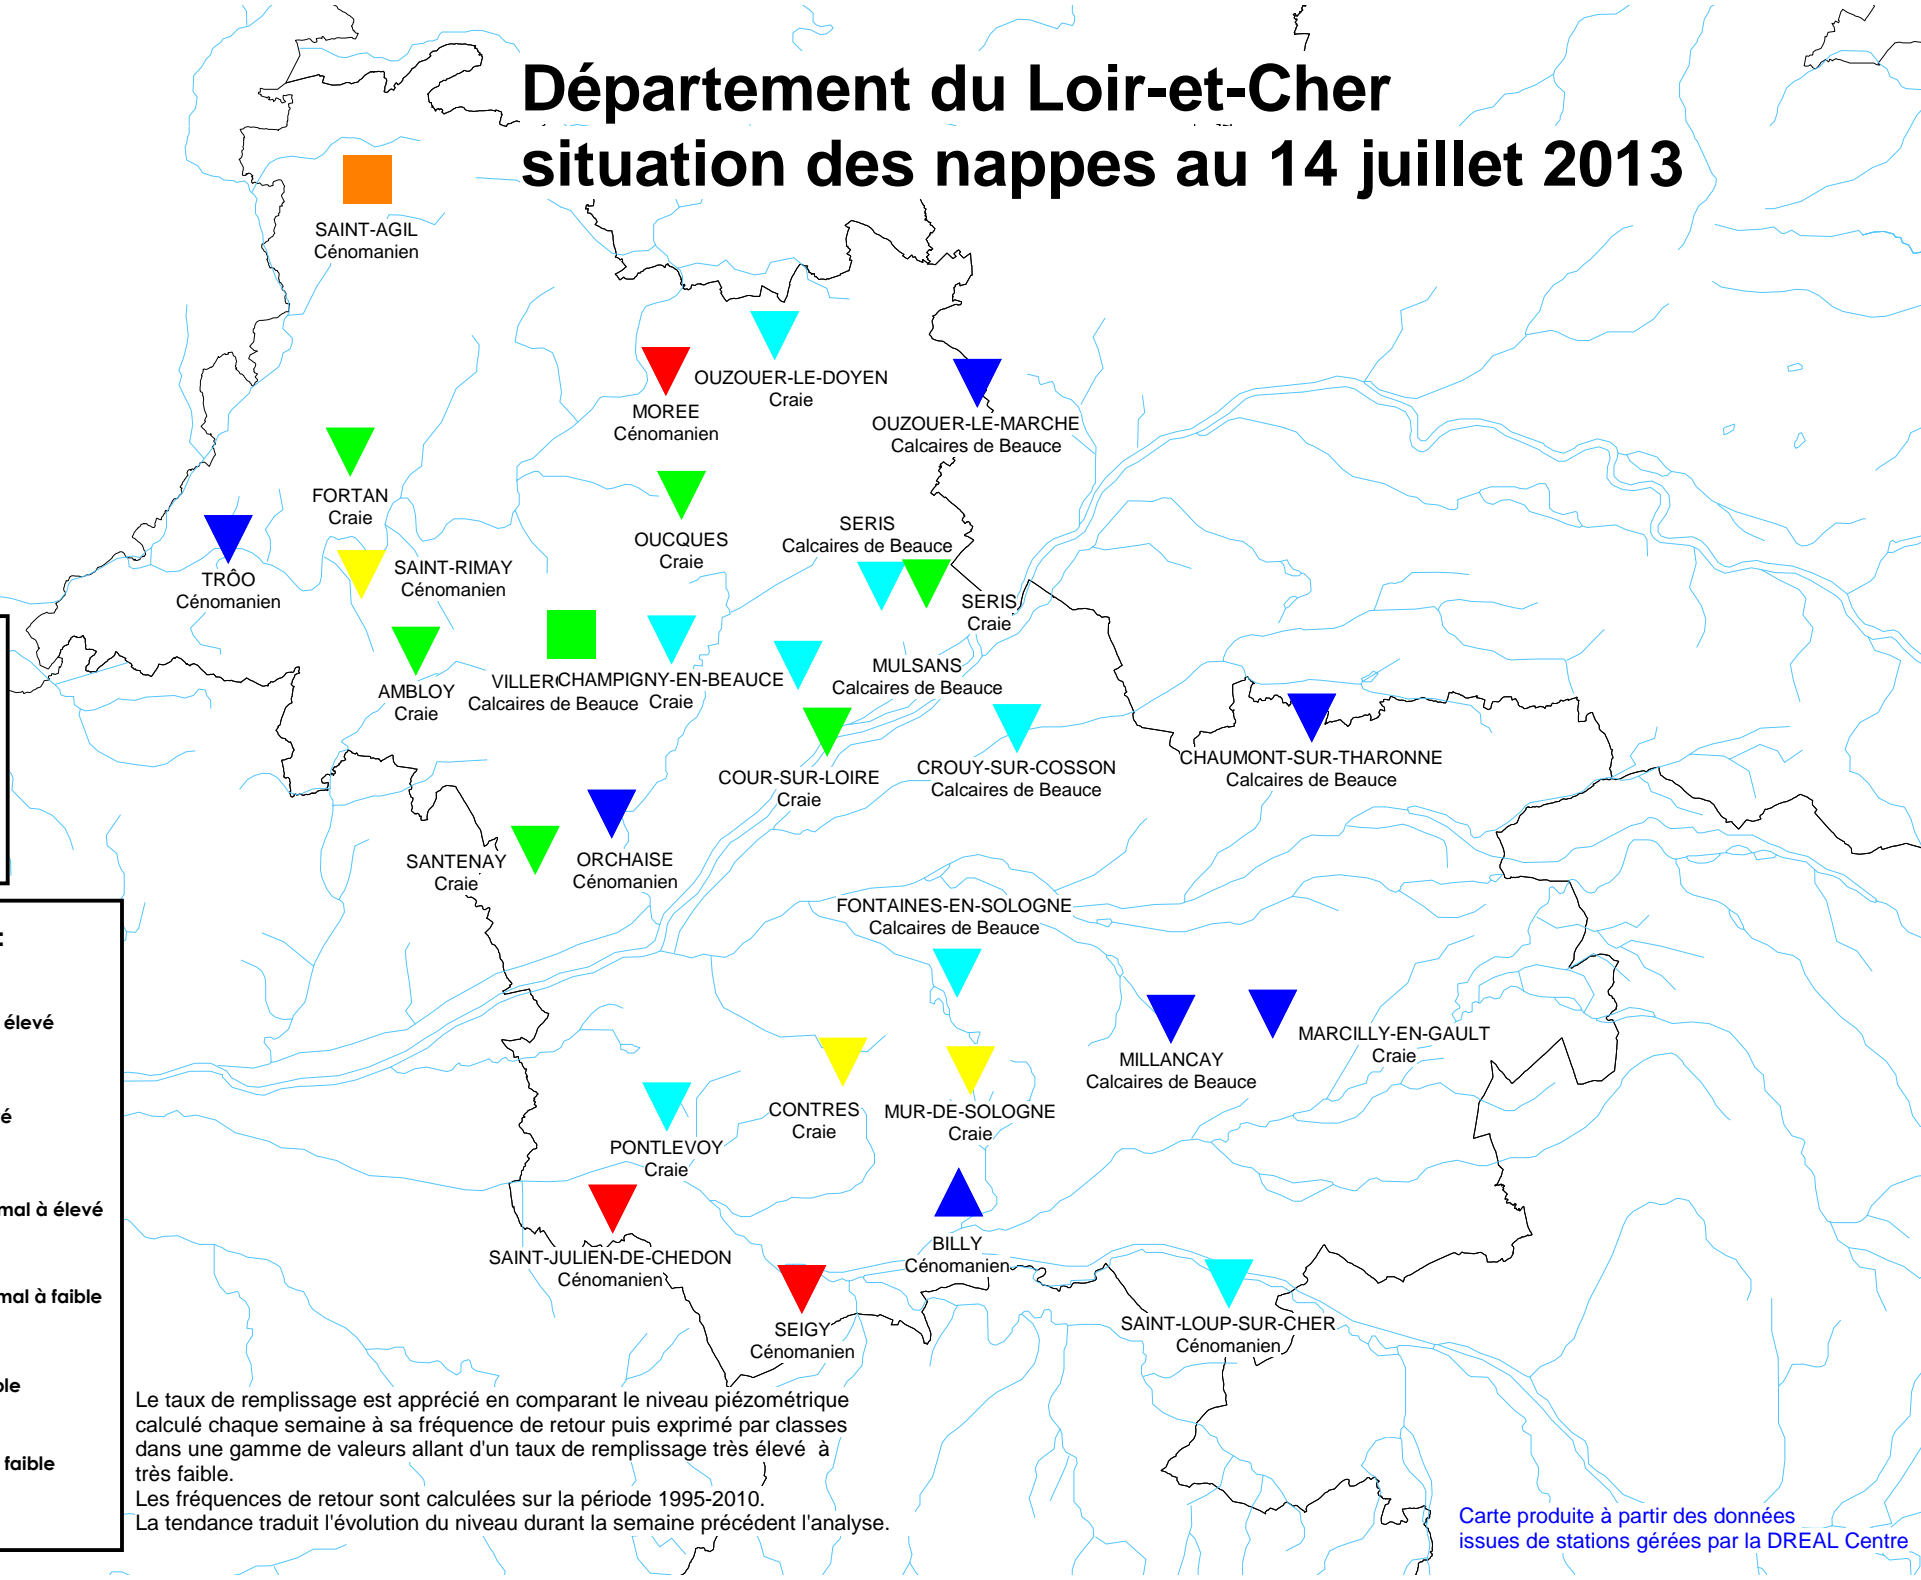 Département du Loir-et-Cher
situation des nappes au 14 juillet 2013
SAINT-AGIL
Cénomanien
OUZOUER-LE-DOYEN
Craie
MOREE
Cénomanien
OUZOUER-LE-MARCHE
Calcaires de Beauce
FORTAN
Craie
OUCQUES
Craie
SERIS
Calcaires de Beauce
TRÔO
Cénomanien
SAINT-RIMAY
Cénomanien
SERIS
Craie
AMBLOY
Craie
Calcaires de Beauce
CHAMPIGNY-EN-BEAUCE
Craie
MULSANS
Calcaires de Beauce
COUR-SUR-LOIRE
Craie
CROUY-SUR-COSSON
Calcaires de Beauce
CHAUMONT-SUR-THARONNE
Calcaires de Beauce
SANTENAY
Craie
ORCHAISE
Cénomanien
FONTAINES-EN-SOLOGNE
Calcaires de Beauce
MILLANCAY
Calcaires de Beauce
MARCILLY-EN-GAULT
Craie
CONTRES
Craie
MUR-DE-SOLOGNE
Craie
PONTLEVOY
Craie
SAINT-JULIEN-DE-CHEDON
Cénomanien
BILLY
Cénomanien
SEIGY
Cénomanien
SAINT-LOUP-SUR-CHER
Cénomanien
:
élevé
à élevé
à faible
faible
Le taux de remplissage est apprécié en comparant le niveau piézométrique
calculé chaque semaine à sa fréquence de retour puis exprimé par classes
dans une gamme de valeurs allant d'un taux de remplissage très élevé à
très faible.
Les fréquences de retour sont calculées sur la période 1995-2010.
La tendance traduit l'évolution du niveau durant la semaine précédent l'analyse.
Carte produite à partir des données
issues de stations gérées par la DREAL Centre